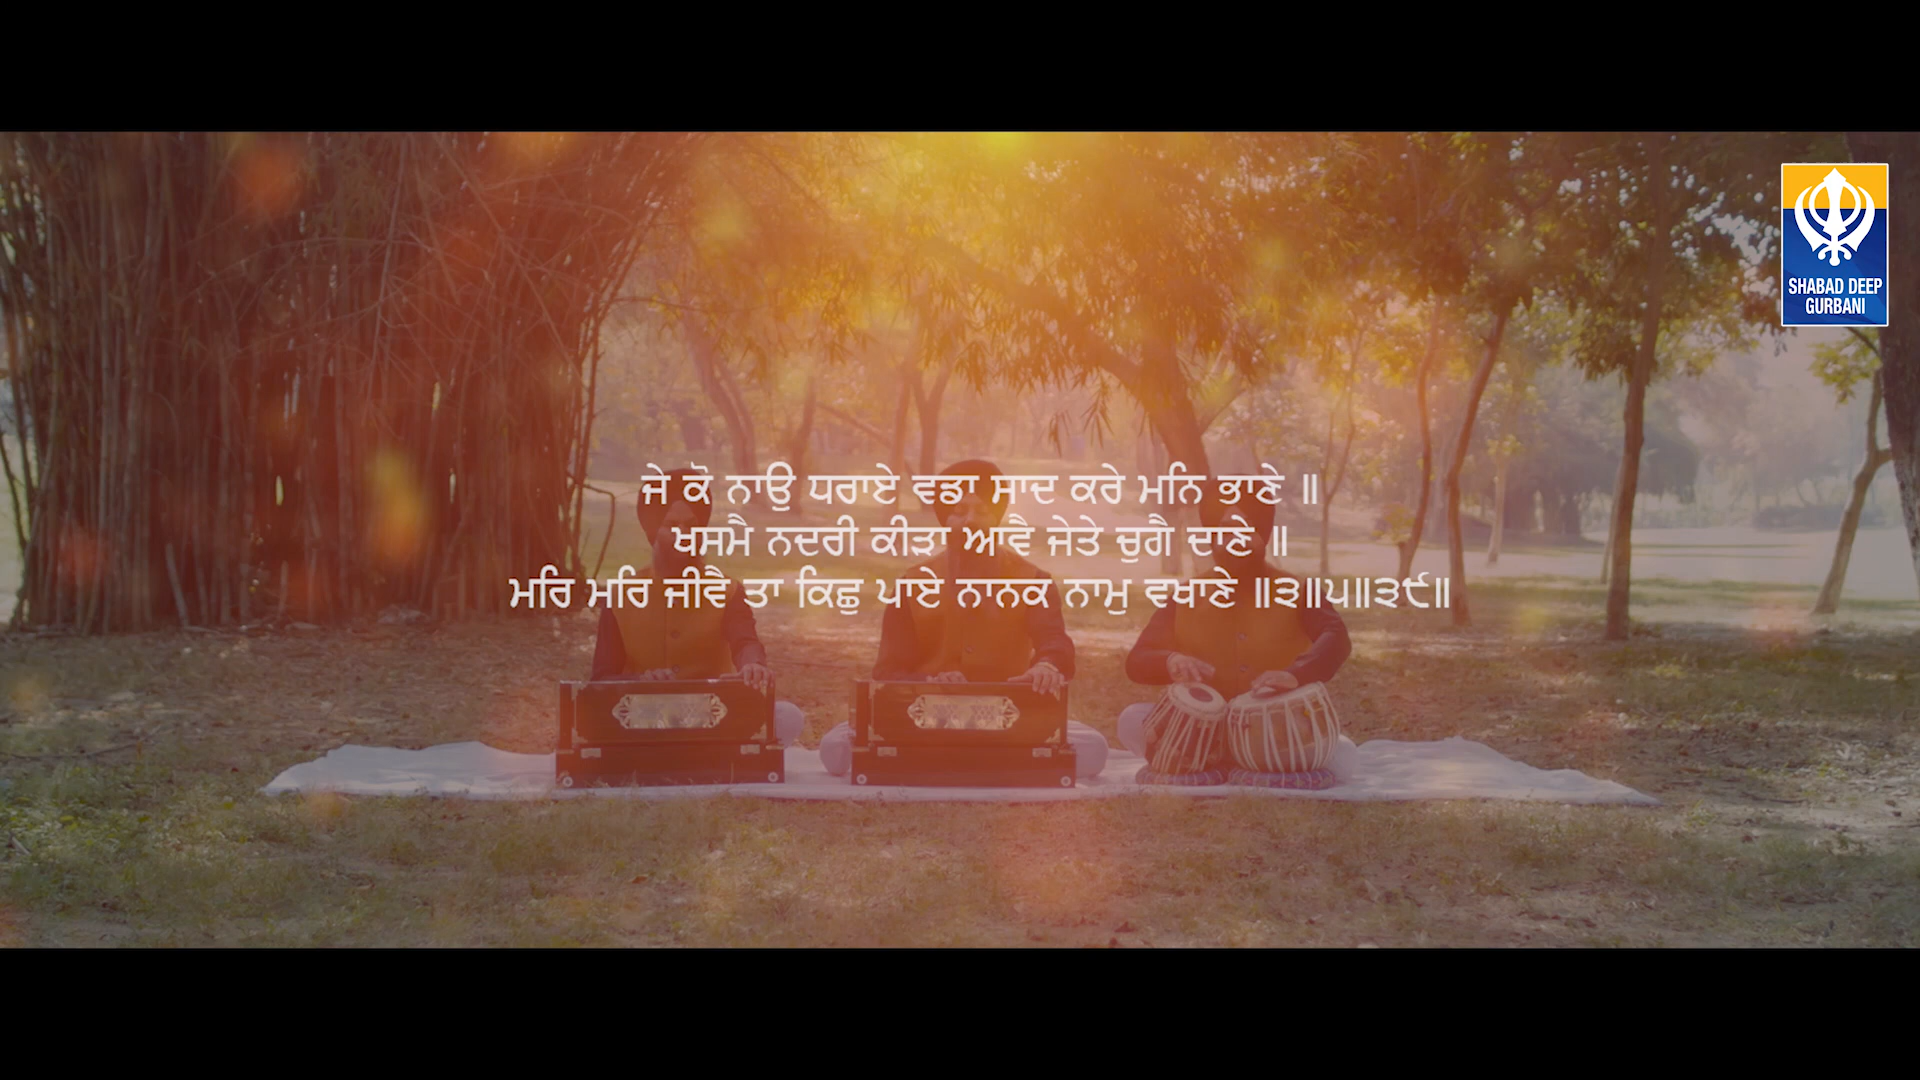 ਜੇ ਕੋ ਨਾਉ ਧਰਾਏ ਵਡਾ ਸਾਦ ਕਰੇ ਮਨਿ ਭਾਣੇ ॥
ਖਸਮੈ ਨਦਰੀ ਕੀੜਾ ਆਵੈ ਜੇਤੇ ਚੁਗੈ ਦਾਣੇ ॥
ਮਰਿ ਮਰਿ ਜੀਵੈ ਤਾ ਕਿਛੁ ਪਾਏ ਨਾਨਕ ਨਾਮੁ ਵਖਾਣੇ ॥੩॥੫॥੩੯॥
SHABAD DEEP
GURBANI